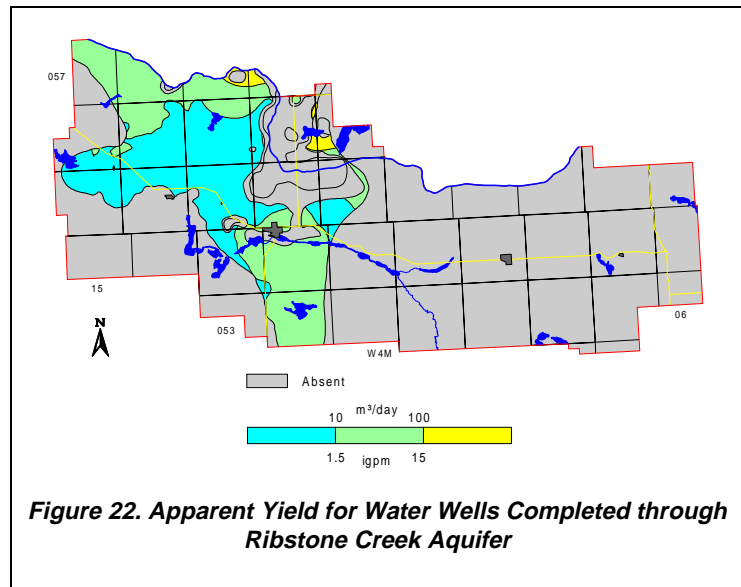 057
15
N
053
W4M
06
Absent
10 m³/day 100
1.5 igpm 15
Figure 22. Apparent Yield for Water Wells Completed through
Ribstone Creek Aquifer